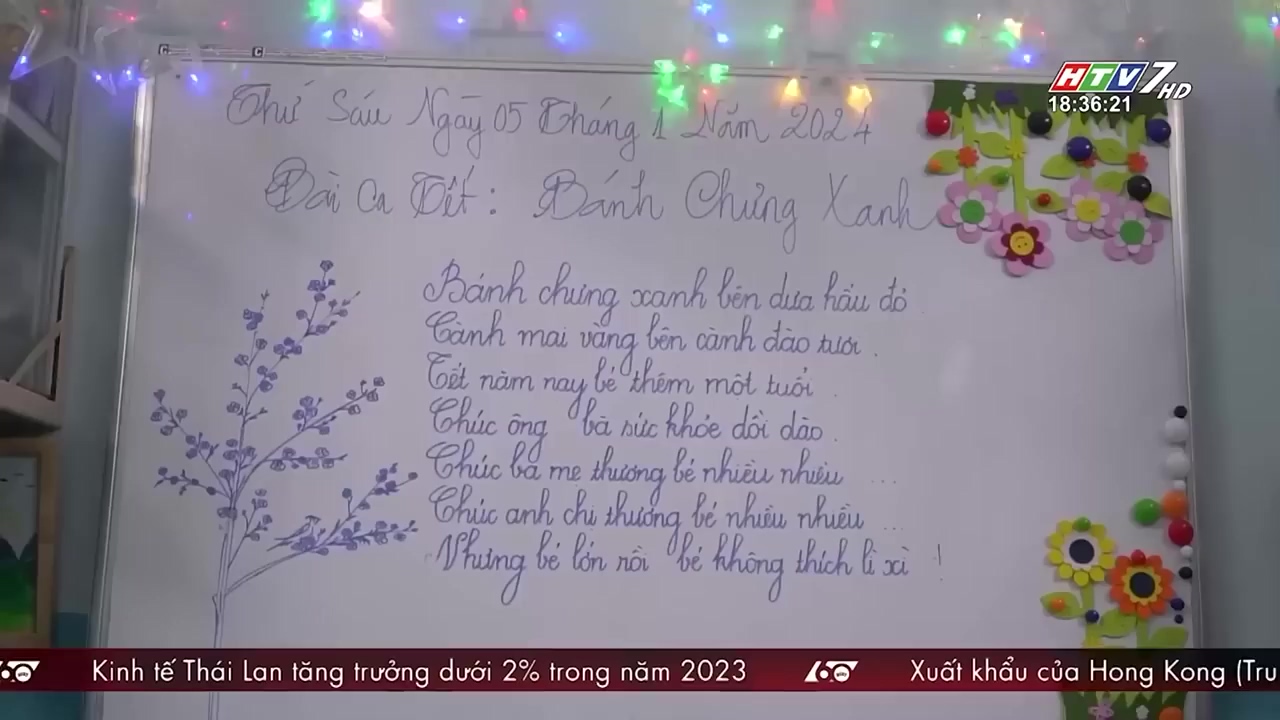 HTV7 HD
18:36:21
Thứ Sáu Ngày 05 Tháng 1 Năm 2024
Bài Ca Tết: Bánh Chưng Xanh
Bánh chưng xanh bên dưa hấu đỏ
Cành mai vàng bên cành đào tươi.
Tết năm nay bé thêm một tuổi.
Chúc ông bà sức khỏe dồi dào.
Chúc ba mẹ thương bé nhiều nhiều ...
Chúc anh chị thương bé nhiều nhiều ...
Nhưng bé lớn rồi bé không thích lì xì !
60 giây Kinh tế Thái Lan tăng trưởng dưới 2% trong năm 2023 60 giây Xuất khẩu của Hong Kong (Tru